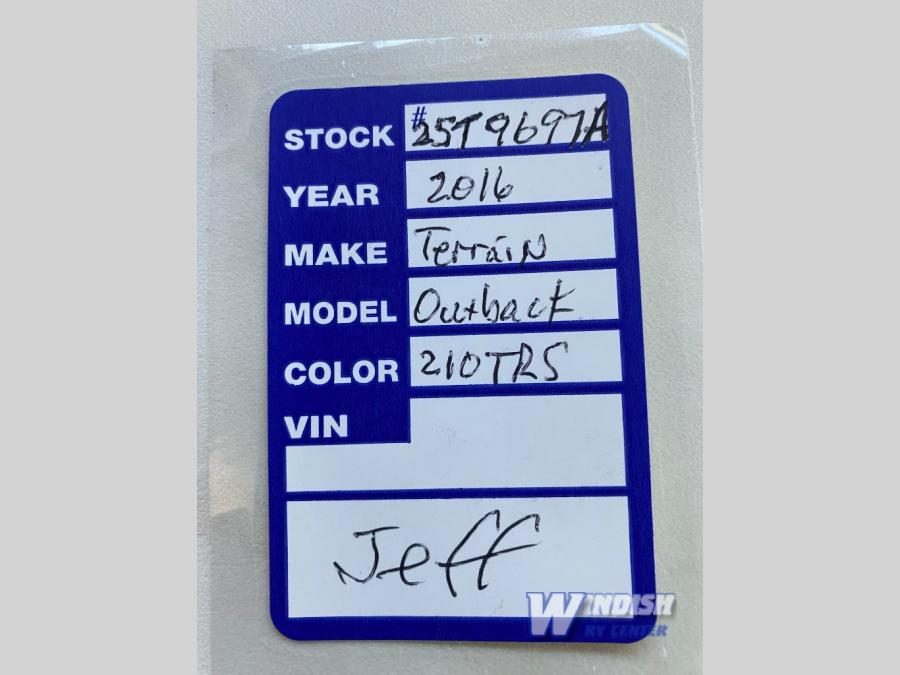 STOCK #25T9697A
YEAR 2016
MAKE Terrain
MODEL Outback
COLOR 210TRS
VIN
Jeff
WINDISH
RV CENTER